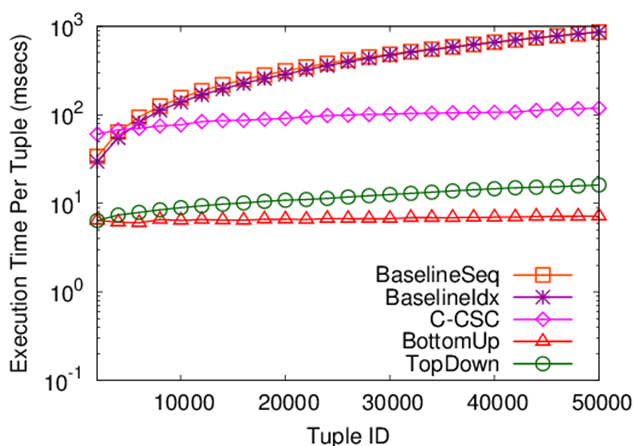 Execution Time Per Tuple (msecs)
10^3
10^2
10^1
10^0
10^-1
BaselineSeq
BaselineIdx
C-CSC
BottomUp
TopDown
10000 20000 30000 40000 50000
Tuple ID